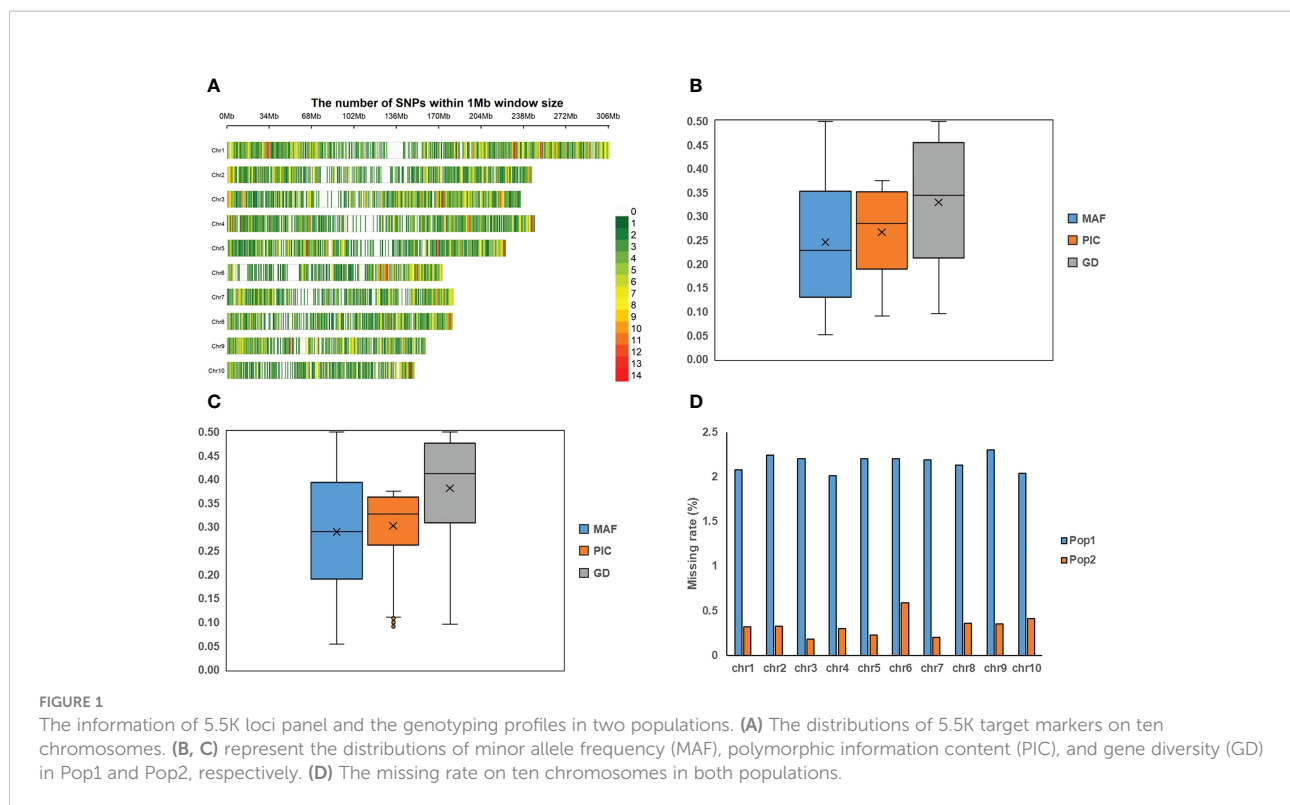 A
The number of SNPs within 1Mb window size
0Mb 34Mb 68Mb 102Mb 136Mb 170Mb 204Mb 238Mb 272Mb 306Mb
Chr1
Chr2
Chr3
Chr4
Chr5
Chr6
Chr7
Chr8
Chr9
Chr10
0
1
2
3
4
5
6
7
8
9
10
11
12
13
14
B
0.50
0.45
0.40
0.35
0.30
0.25
0.20
0.15
0.10
0.05
0.00
MAF
PIC
GD
C
0.50
0.45
0.40
0.35
0.30
0.25
0.20
0.15
0.10
0.05
0.00
MAF
PIC
GD
D
Missing rate (%)
2.5
2
1.5
1
0.5
0
chr1 chr2 chr3 chr4 chr5 chr6 chr7 chr8 chr9 chr10
Pop1
Pop2
FIGURE 1
The information of 5.5K loci panel and the genotyping profiles in two populations. (A) The distributions of 5.5K target markers on ten
chromosomes. (B, C) represent the distributions of minor allele frequency (MAF), polymorphic information content (PIC), and gene diversity (GD)
in Pop1 and Pop2, respectively. (D) The missing rate on ten chromosomes in both populations.